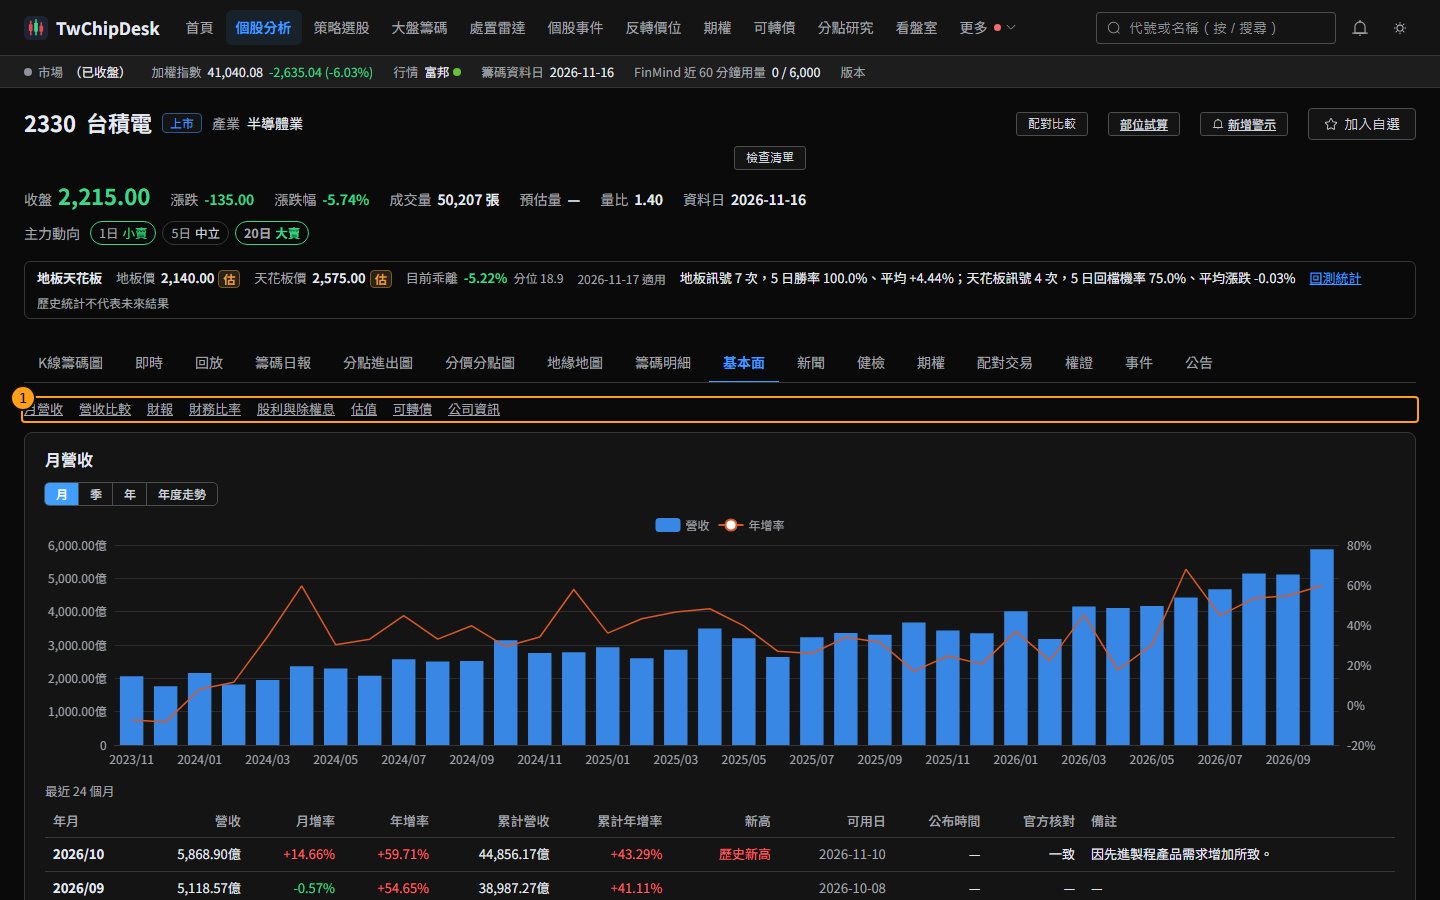 TwChipDesk 首頁 個股分析 策略選股 大盤籌碼 處置雷達 個股事件 反轉價位 期權 可轉債 分點研究 看盤室 更多 代號或名稱（按 / 搜尋）
市場 （已收盤） 加權指數 41,040.08 -2,635.04 (-6.03%) 行情 富邦 籌碼資料日 2026-11-16 FinMind 近 60 分鐘用量 0 / 6,000 版本
2330 台積電 上市 產業 半導體業 配對比較 部位試算 新增警示 加入自選
檢查清單
收盤 2,215.00 漲跌 -135.00 漲跌幅 -5.74% 成交量 50,207 張 預估量 — 量比 1.40 資料日 2026-11-16
主力動向 1日 小賣 5日 中立 20日 大賣
地板天花板 地板價 2,140.00 估 天花板價 2,575.00 估 目前乖離 -5.22% 分位 18.9 2026-11-17 適用 地板訊號 7 次，5 日勝率 100.0%、平均 +4.44%；天花板訊號 4 次，5 日回檔機率 75.0%、平均漲跌 -0.03% 回測統計
歷史統計不代表未來結果
K線籌碼圖 即時 回放 籌碼日報 分點進出圖 分價分點圖 地緣地圖 籌碼明細 基本面 新聞 健檢 期權 配對交易 權證 事件 公告
1
月營收 營收比較 財報 財務比率 股利與除權息 估值 可轉債 公司資訊
月營收
月 季 年 年度走勢
營收 年增率
6,000.00億 80%
5,000.00億 60%
4,000.00億 40%
3,000.00億
2,000.00億 20%
1,000.00億 0%
0 -20%
2023/11 2024/01 2024/03 2024/05 2024/07 2024/09 2024/11 2025/01 2025/03 2025/05 2025/07 2025/09 2025/11 2026/01 2026/03 2026/05 2026/07 2026/09
最近 24 個月
年月 營收 月增率 年增率 累計營收 累計年增率 新高 可用日 公布時間 官方核對 備註
2026/10 5,868.90億 +14.66% +59.71% 44,856.17億 +43.29% 歷史新高 2026-11-10 — 一致 因先進製程產品需求增加所致。
2026/09 5,118.57億 -0.57% +54.65% 38,987.27億 +41.11% 2026-10-08 — — —